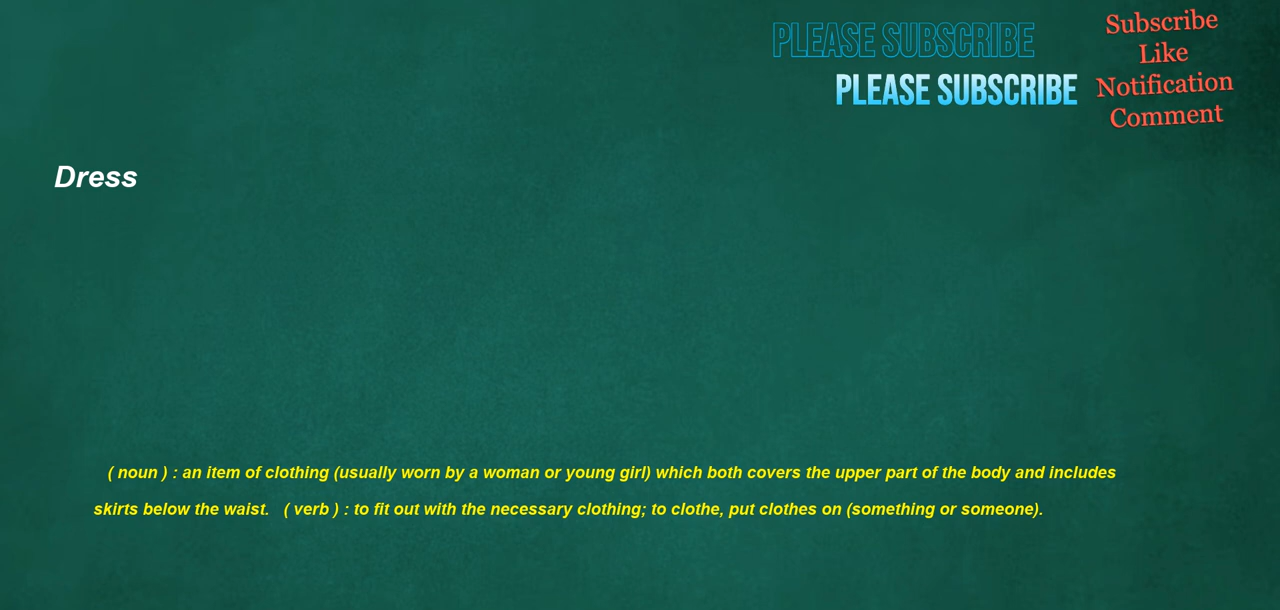 PLEASE SUBSCRIBE
PLEASE SUBSCRIBE
Subscribe
Like
Notification
Comment
Dress
( noun ) : an item of clothing (usually worn by a woman or young girl) which both covers the upper part of the body and includes
skirts below the waist. ( verb ) : to fit out with the necessary clothing; to clothe, put clothes on (something or someone).